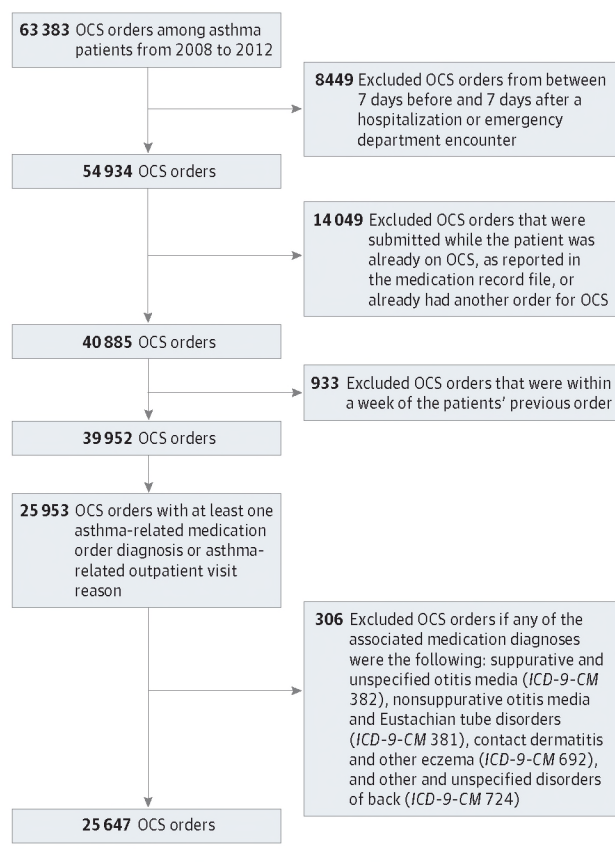 63 383 OCS orders among asthma
patients from 2008 to 2012
8449 Excluded OCS orders from between
7 days before and 7 days after a
hospitalization or emergency
department encounter
54 934 OCS orders
14 049 Excluded OCS orders that were
submitted while the patient was
already on OCS, as reported in
the medication record file, or
already had another order for OCS
40 885 OCS orders
933 Excluded OCS orders that were within
a week of the patients' previous order
39 952 OCS orders
25 953 OCS orders with at least one
asthma-related medication
order diagnosis or asthma-
related outpatient visit
reason
306 Excluded OCS orders if any of the
associated medication diagnoses
were the following: suppurative and
unspecified otitis media (ICD-9-CM
382), nonsuppurative otitis media
and Eustachian tube disorders
(ICD-9-CM 381), contact dermatitis
and other eczema (ICD-9-CM 692),
and other and unspecified disorders
of back (ICD-9-CM 724)
25 647 OCS orders